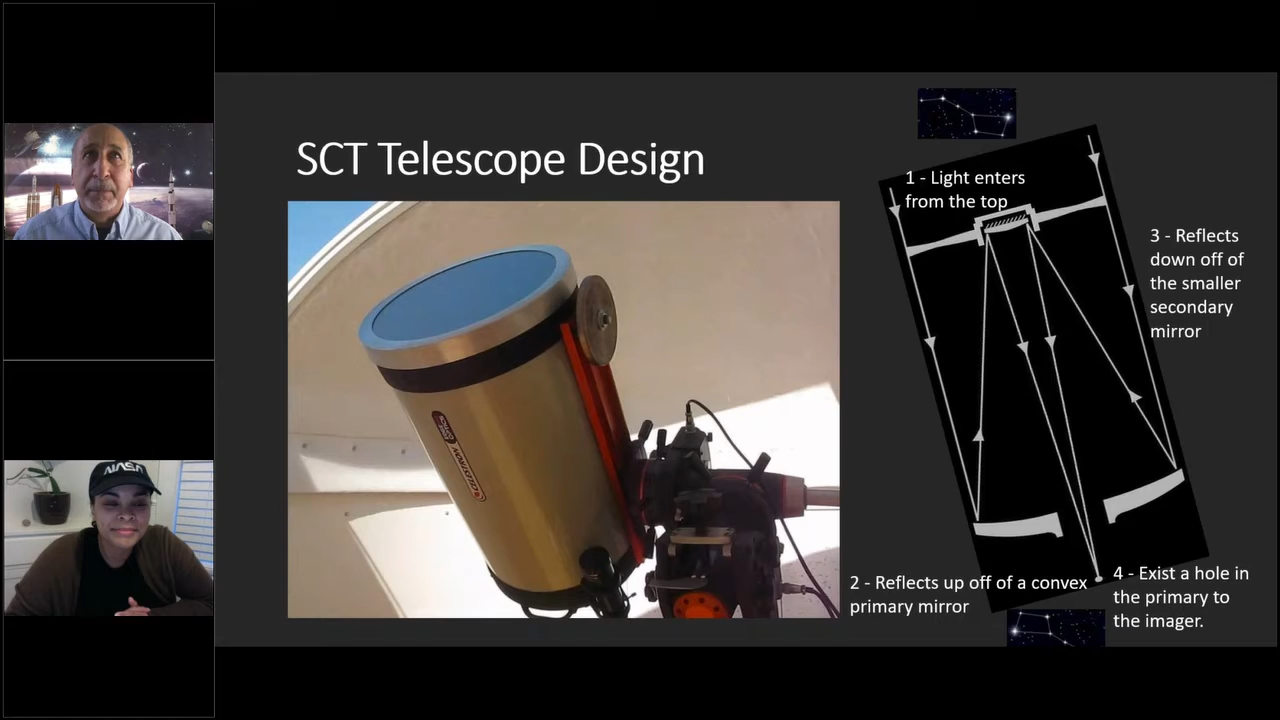 SCT Telescope Design
1 - Light enters
from the top
3 - Reflects
down off of
the smaller
secondary
mirror
2 - Reflects up off of a convex
primary mirror
4 - Exist a hole in
the primary to
the imager.
CELESTRON
NASA